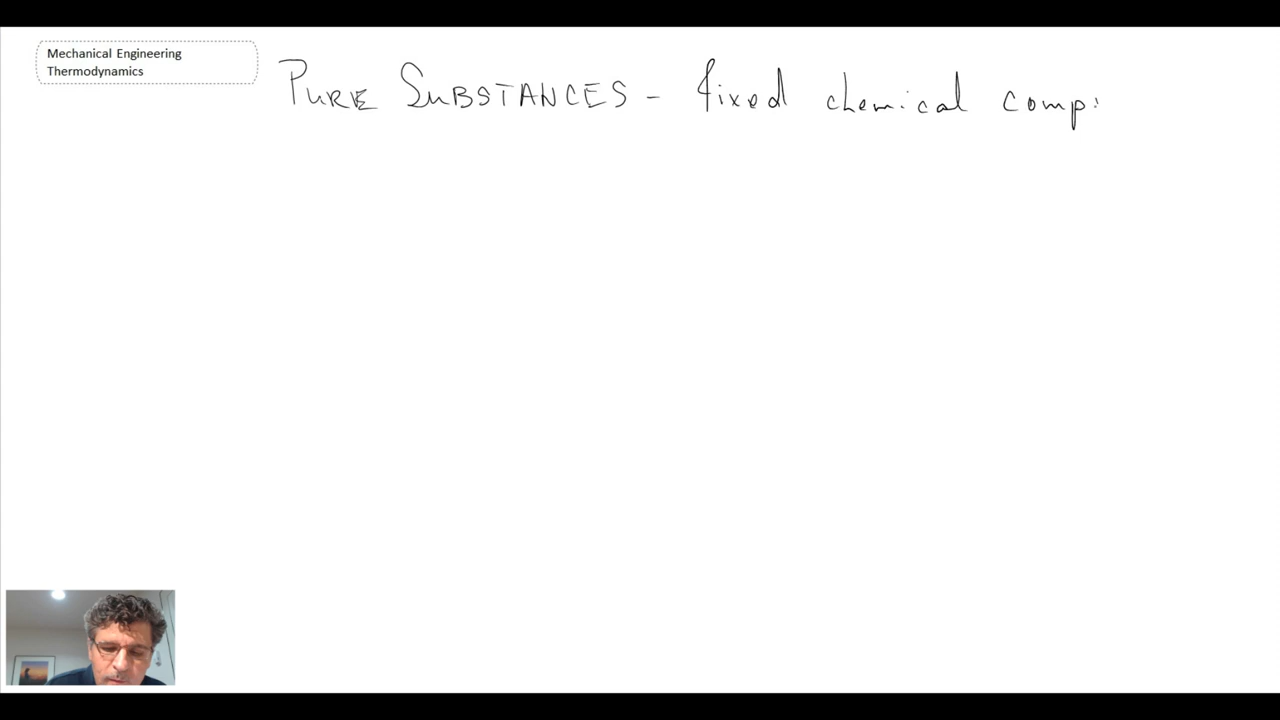 Mechanical Engineering
Thermodynamics
PURE SUBSTANCES - fixed chemical comp